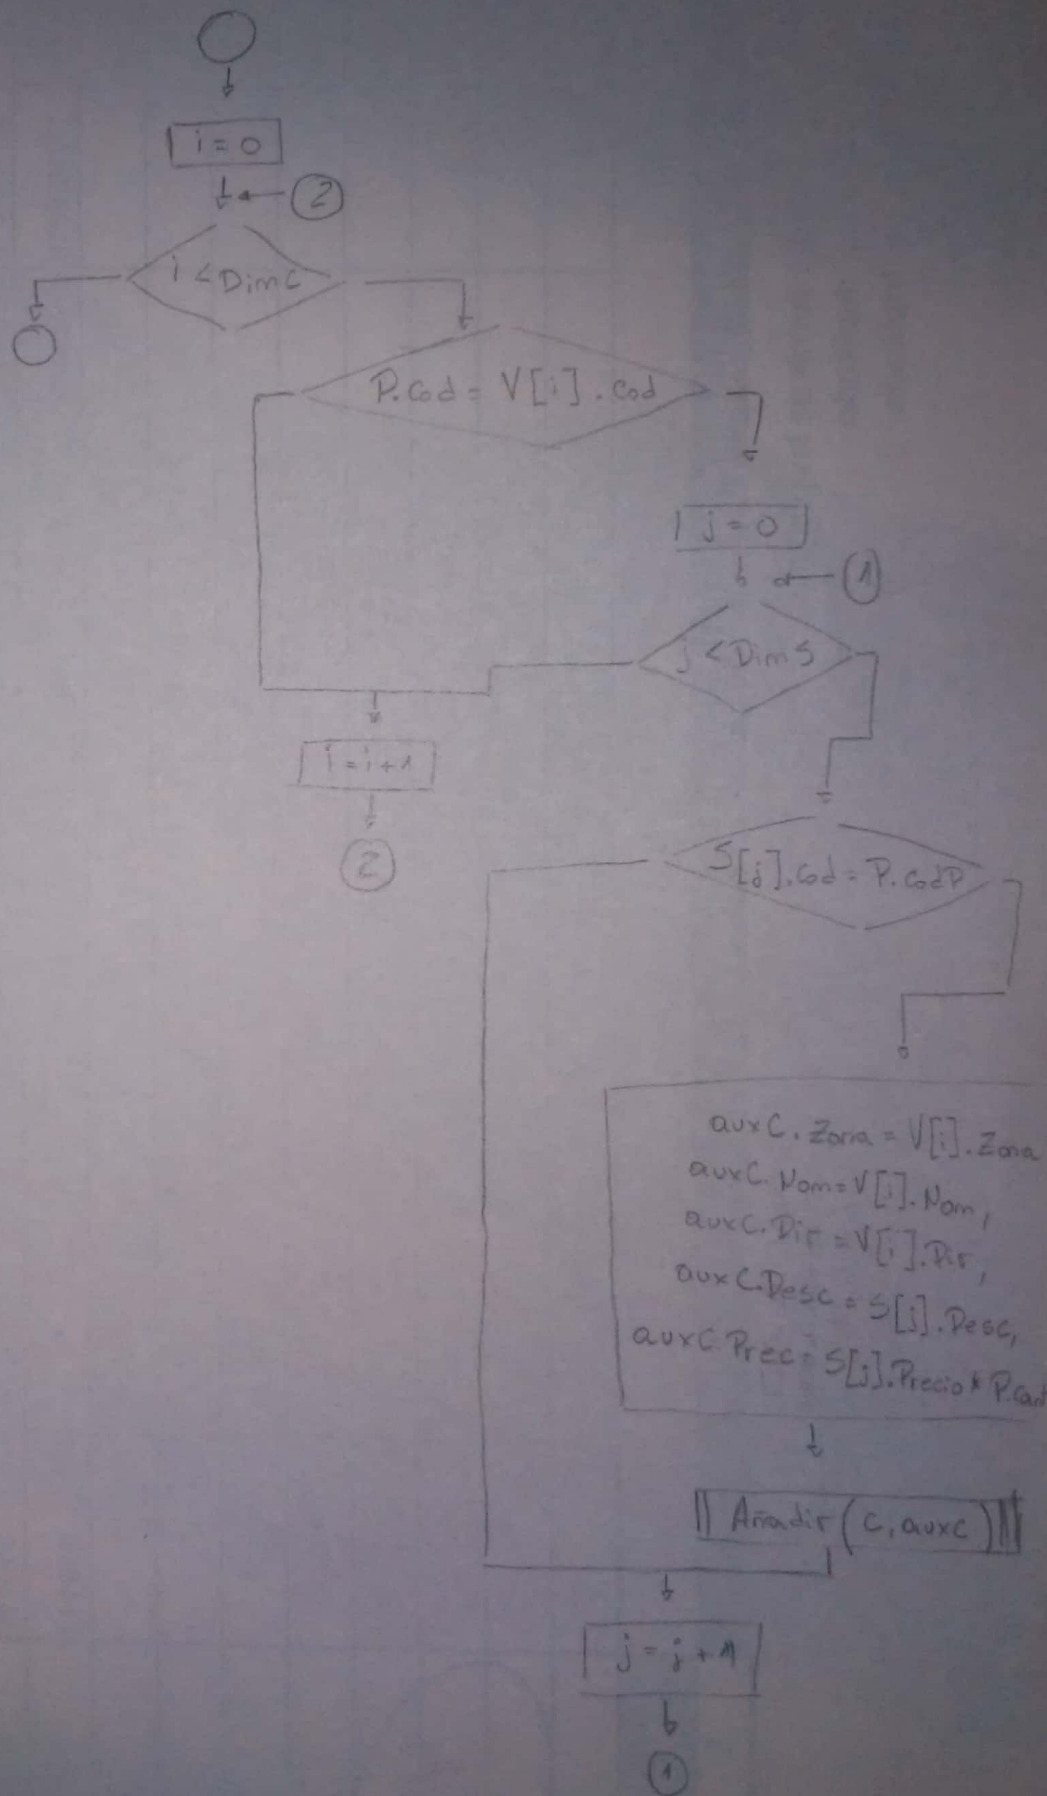 i = 0
2
i < DimC
P.Cod = V[i].Cod
j = 0
1
j < DimS
i = i + 1
2
S[j].Cod = P.CodP
auxC.Zona = V[i].Zona
auxC.Nom = V[i].Nom,
auxC.Dir = V[i].Dir,
auxC.Desc = S[j].Desc,
auxC.Prec = S[j].Precio * P.Can
Añadir (C, auxC)
j = j + 1
1